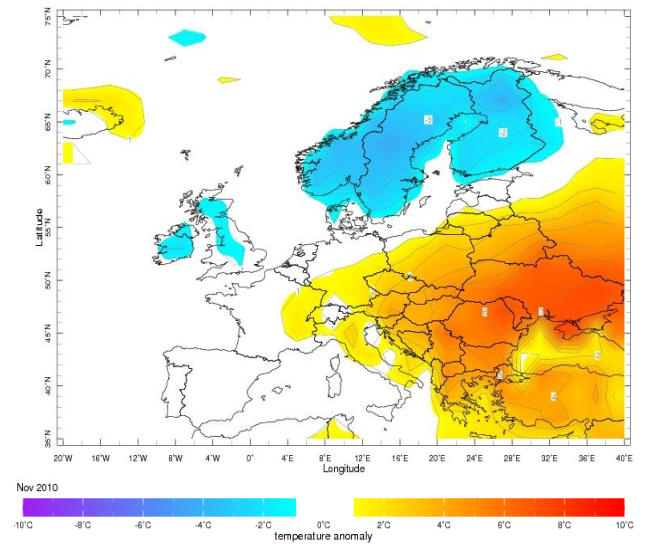 75°N
70°N
65°N
60°N
55°N
50°N
45°N
40°N
35°N
Latitude
20°W 16°W 12°W 8°W 4°W 0° 4°E 8°E 12°E 16°E 20°E 24°E 28°E 32°E 36°E 40°E
Longitude
Nov 2010
-10°C -8°C -6°C -4°C -2°C 0°C 2°C 4°C 6°C 8°C 10°C
temperature anomaly